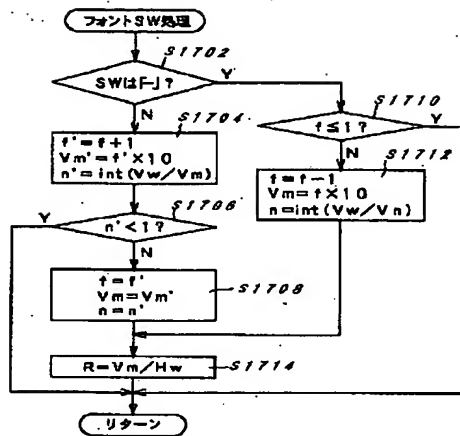 フォントSW処理
S1702
SWは「-」?
Y
N
S1704
f'=f+1
Vm'=f'×10
n'=int(Vw/Vm)
S1710
f≤1?
Y
N
S1712
f=f-1
Vm=f×10
n=int(Vw/Vn)
S1706
n'<1?
Y
N
f=f'
Vm=Vm'
n=n'
S1708
R=Vm/Hw
S1714
リターン